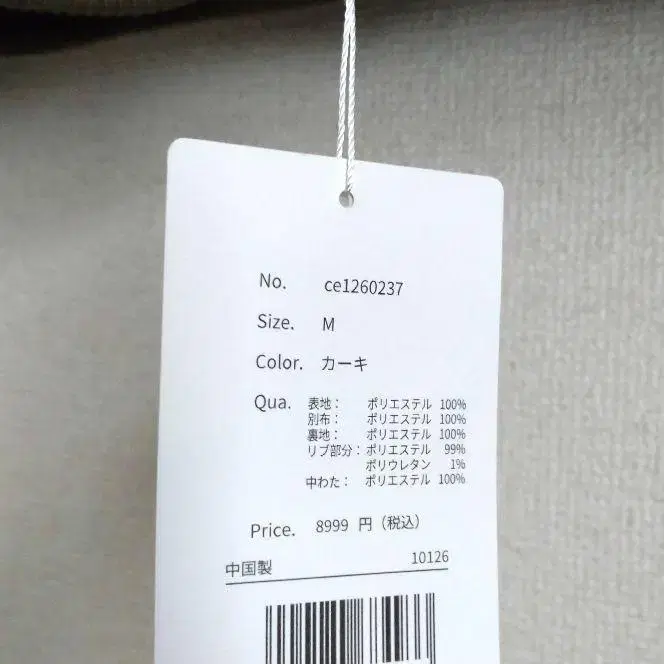 No. ce1260237
Size. M
Color. カーキ
Qua. 表地： ポリエステル 100%
別布： ポリエステル 100%
裏地： ポリエステル 100%
リブ部分：ポリエステル 99%
ポリウレタン 1%
中わた： ポリエステル 100%
Price. 8999 円（税込）
中国製 10126